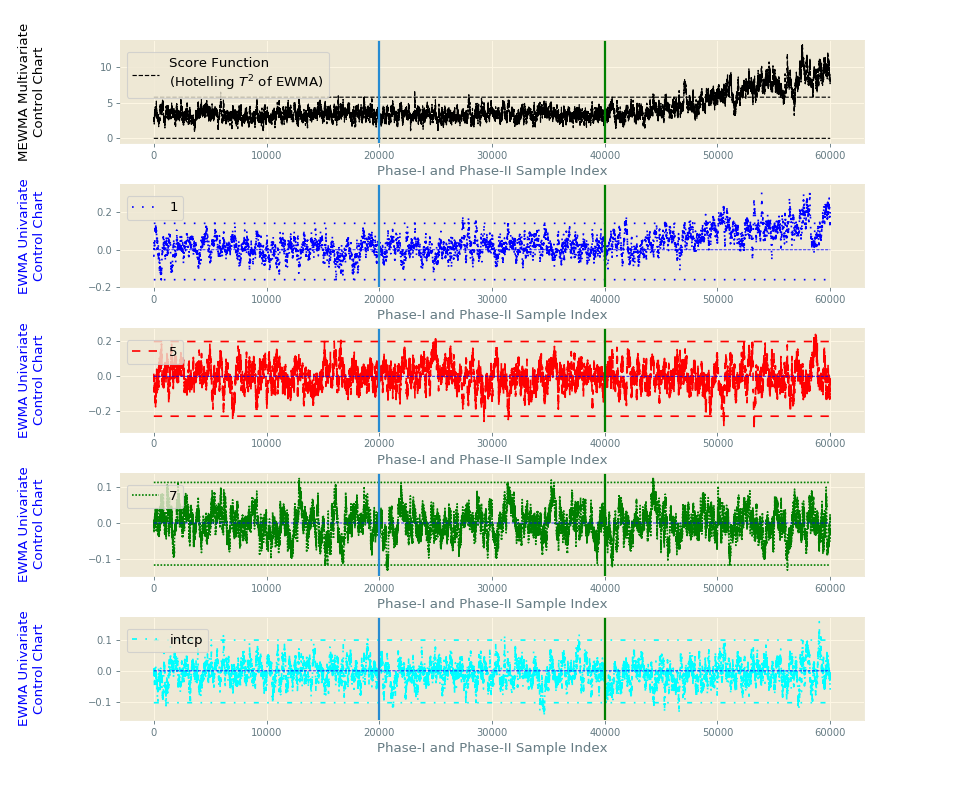 MEWMA Multivariate
Control Chart
10
5
0
Score Function
(Hotelling T² of EWMA)
0 10000 20000 30000 40000 50000 60000
Phase-I and Phase-II Sample Index
EWMA Univariate
Control Chart
0.2
0.0
−0.2
1
0 10000 20000 30000 40000 50000 60000
Phase-I and Phase-II Sample Index
EWMA Univariate
Control Chart
0.2
0.0
−0.2
5
0 10000 20000 30000 40000 50000 60000
Phase-I and Phase-II Sample Index
EWMA Univariate
Control Chart
0.1
0.0
−0.1
7
0 10000 20000 30000 40000 50000 60000
Phase-I and Phase-II Sample Index
EWMA Univariate
Control Chart
0.1
0.0
−0.1
intcp
0 10000 20000 30000 40000 50000 60000
Phase-I and Phase-II Sample Index